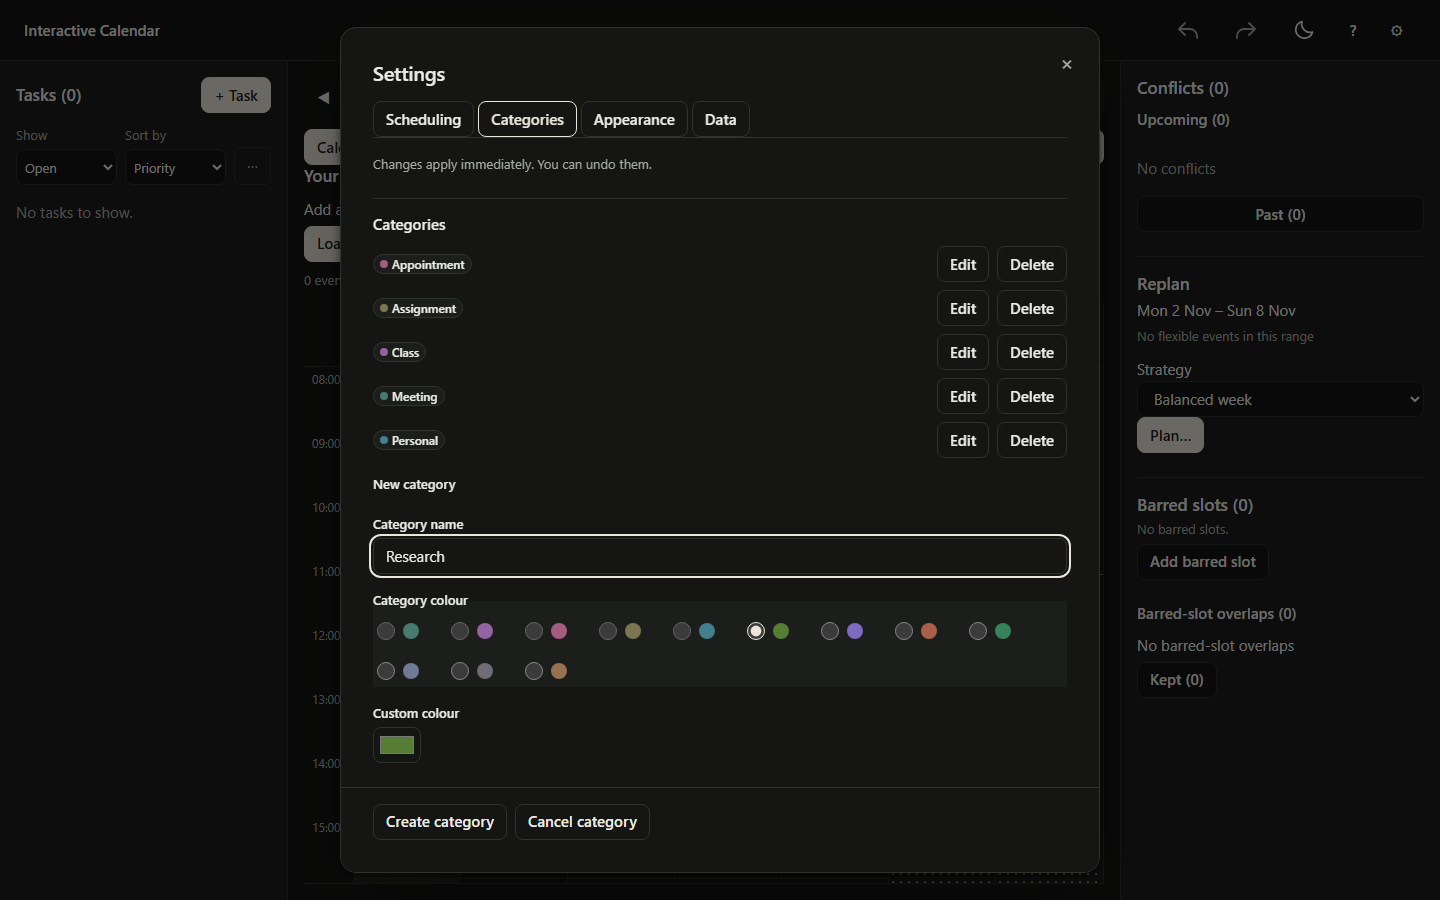 Interactive Calendar
?
Tasks (0)
+ Task
Show
Sort by
Open
Priority
...
No tasks to show.
Your
Add a
0 ever
08:00
09:00
10:00
11:00
12:00
13:00
14:00
15:00
Settings
×
Scheduling
Categories
Appearance
Data
Changes apply immediately. You can undo them.
Categories
Appointment
Edit
Delete
Assignment
Edit
Delete
Class
Edit
Delete
Meeting
Edit
Delete
Personal
Edit
Delete
New category
Category name
Research
Category colour
Custom colour
Create category
Cancel category
Conflicts (0)
Upcoming (0)
No conflicts
Past (0)
Replan
Mon 2 Nov – Sun 8 Nov
No flexible events in this range
Strategy
Balanced week
Plan...
Barred slots (0)
No barred slots.
Add barred slot
Barred-slot overlaps (0)
No barred-slot overlaps
Kept (0)